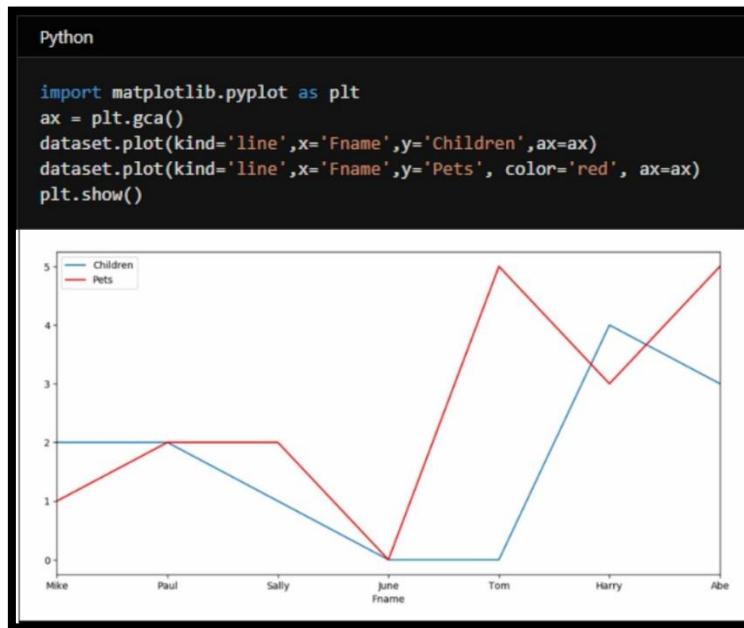 Python
import matplotlib.pyplot as plt
ax = plt.gca()
dataset.plot(kind='line',x='Fname',y='Children',ax=ax)
dataset.plot(kind='line',x='Fname',y='Pets', color='red', ax=ax)
plt.show()
Children
Pets
5
4
3
2
1
0
Mike Paul Sally June Tom Harry Abe
Fname